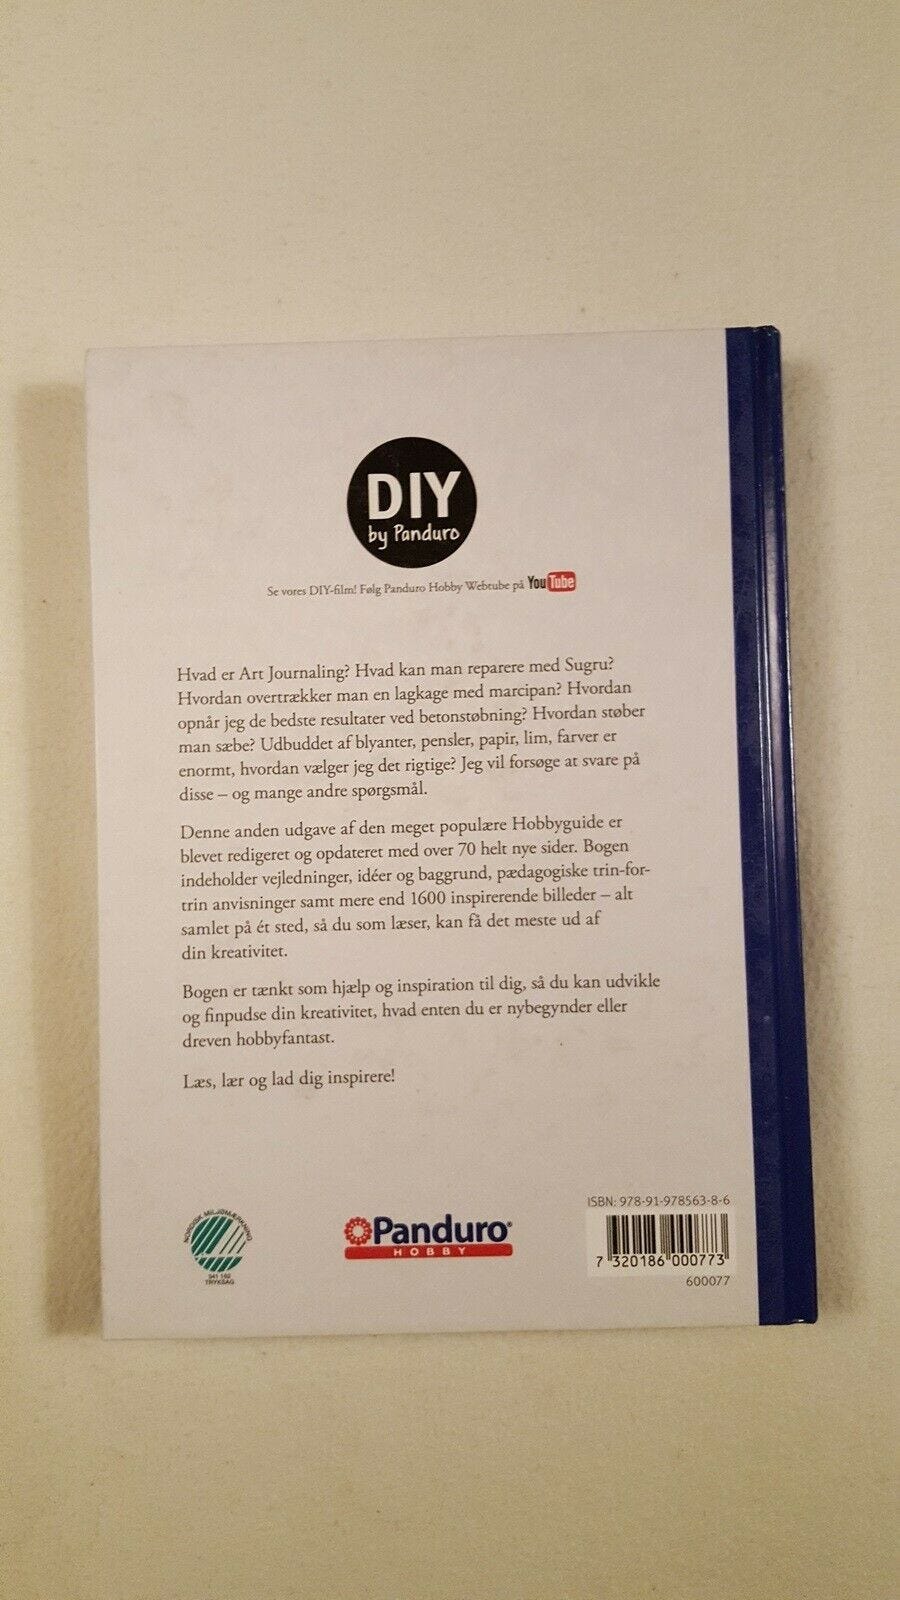 DIY
by Panduro
Se vores DIY-film! Følg Panduro Hobby Webtube på YouTube
Hvad er Art Journaling? Hvad kan man reparere med Sugru?
Hvordan overtrækker man en lagkage med marcipan? Hvordan
opnår jeg de bedste resultater ved betonstøbning? Hvordan støber
man sæbe? Udbuddet af blyanter, pensler, papir, lim, farver er
enormt, hvordan vælger jeg det rigtige? Jeg vil forsøge at svare på
disse – og mange andre spørgsmål.
Denne anden udgave af den meget populære Hobbyguide er
blevet redigeret og opdateret med over 70 helt nye sider. Bogen
indeholder vejledninger, idéer og baggrund, pædagogiske trin-for-
trin anvisninger samt mere end 1600 inspirerende billeder – alt
samlet på ét sted, så du som læser, kan få det meste ud af
din kreativitet.
Bogen er tænkt som hjælp og inspiration til dig, så du kan udvikle
og finpudse din kreativitet, hvad enten du er nybegynder eller
dreven hobbyfantast.
Læs, lær og lad dig inspirere!
NORDISK MILJØMÆRKNING
TRYKSAG
Panduro®
HOBBY
ISBN: 978-91-978563-8-6
7 320186 000773
600077